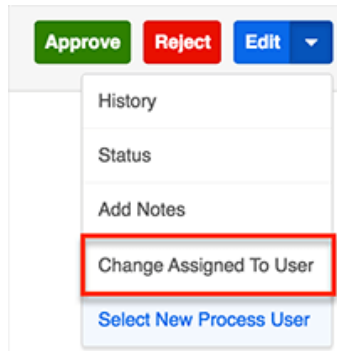 Approve Reject Edit
History
Status
Add Notes
Change Assigned To User
Select New Process User